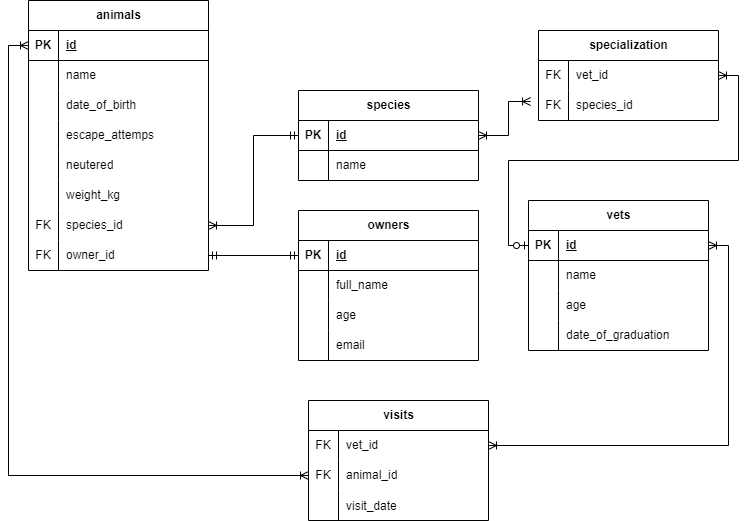 animals
PK id
name
date_of_birth
escape_attemps
neutered
weight_kg
FK species_id
FK owner_id
species
PK id
name
owners
PK id
full_name
age
email
specialization
FK vet_id
FK species_id
vets
PK id
name
age
date_of_graduation
visits
FK vet_id
FK animal_id
visit_date